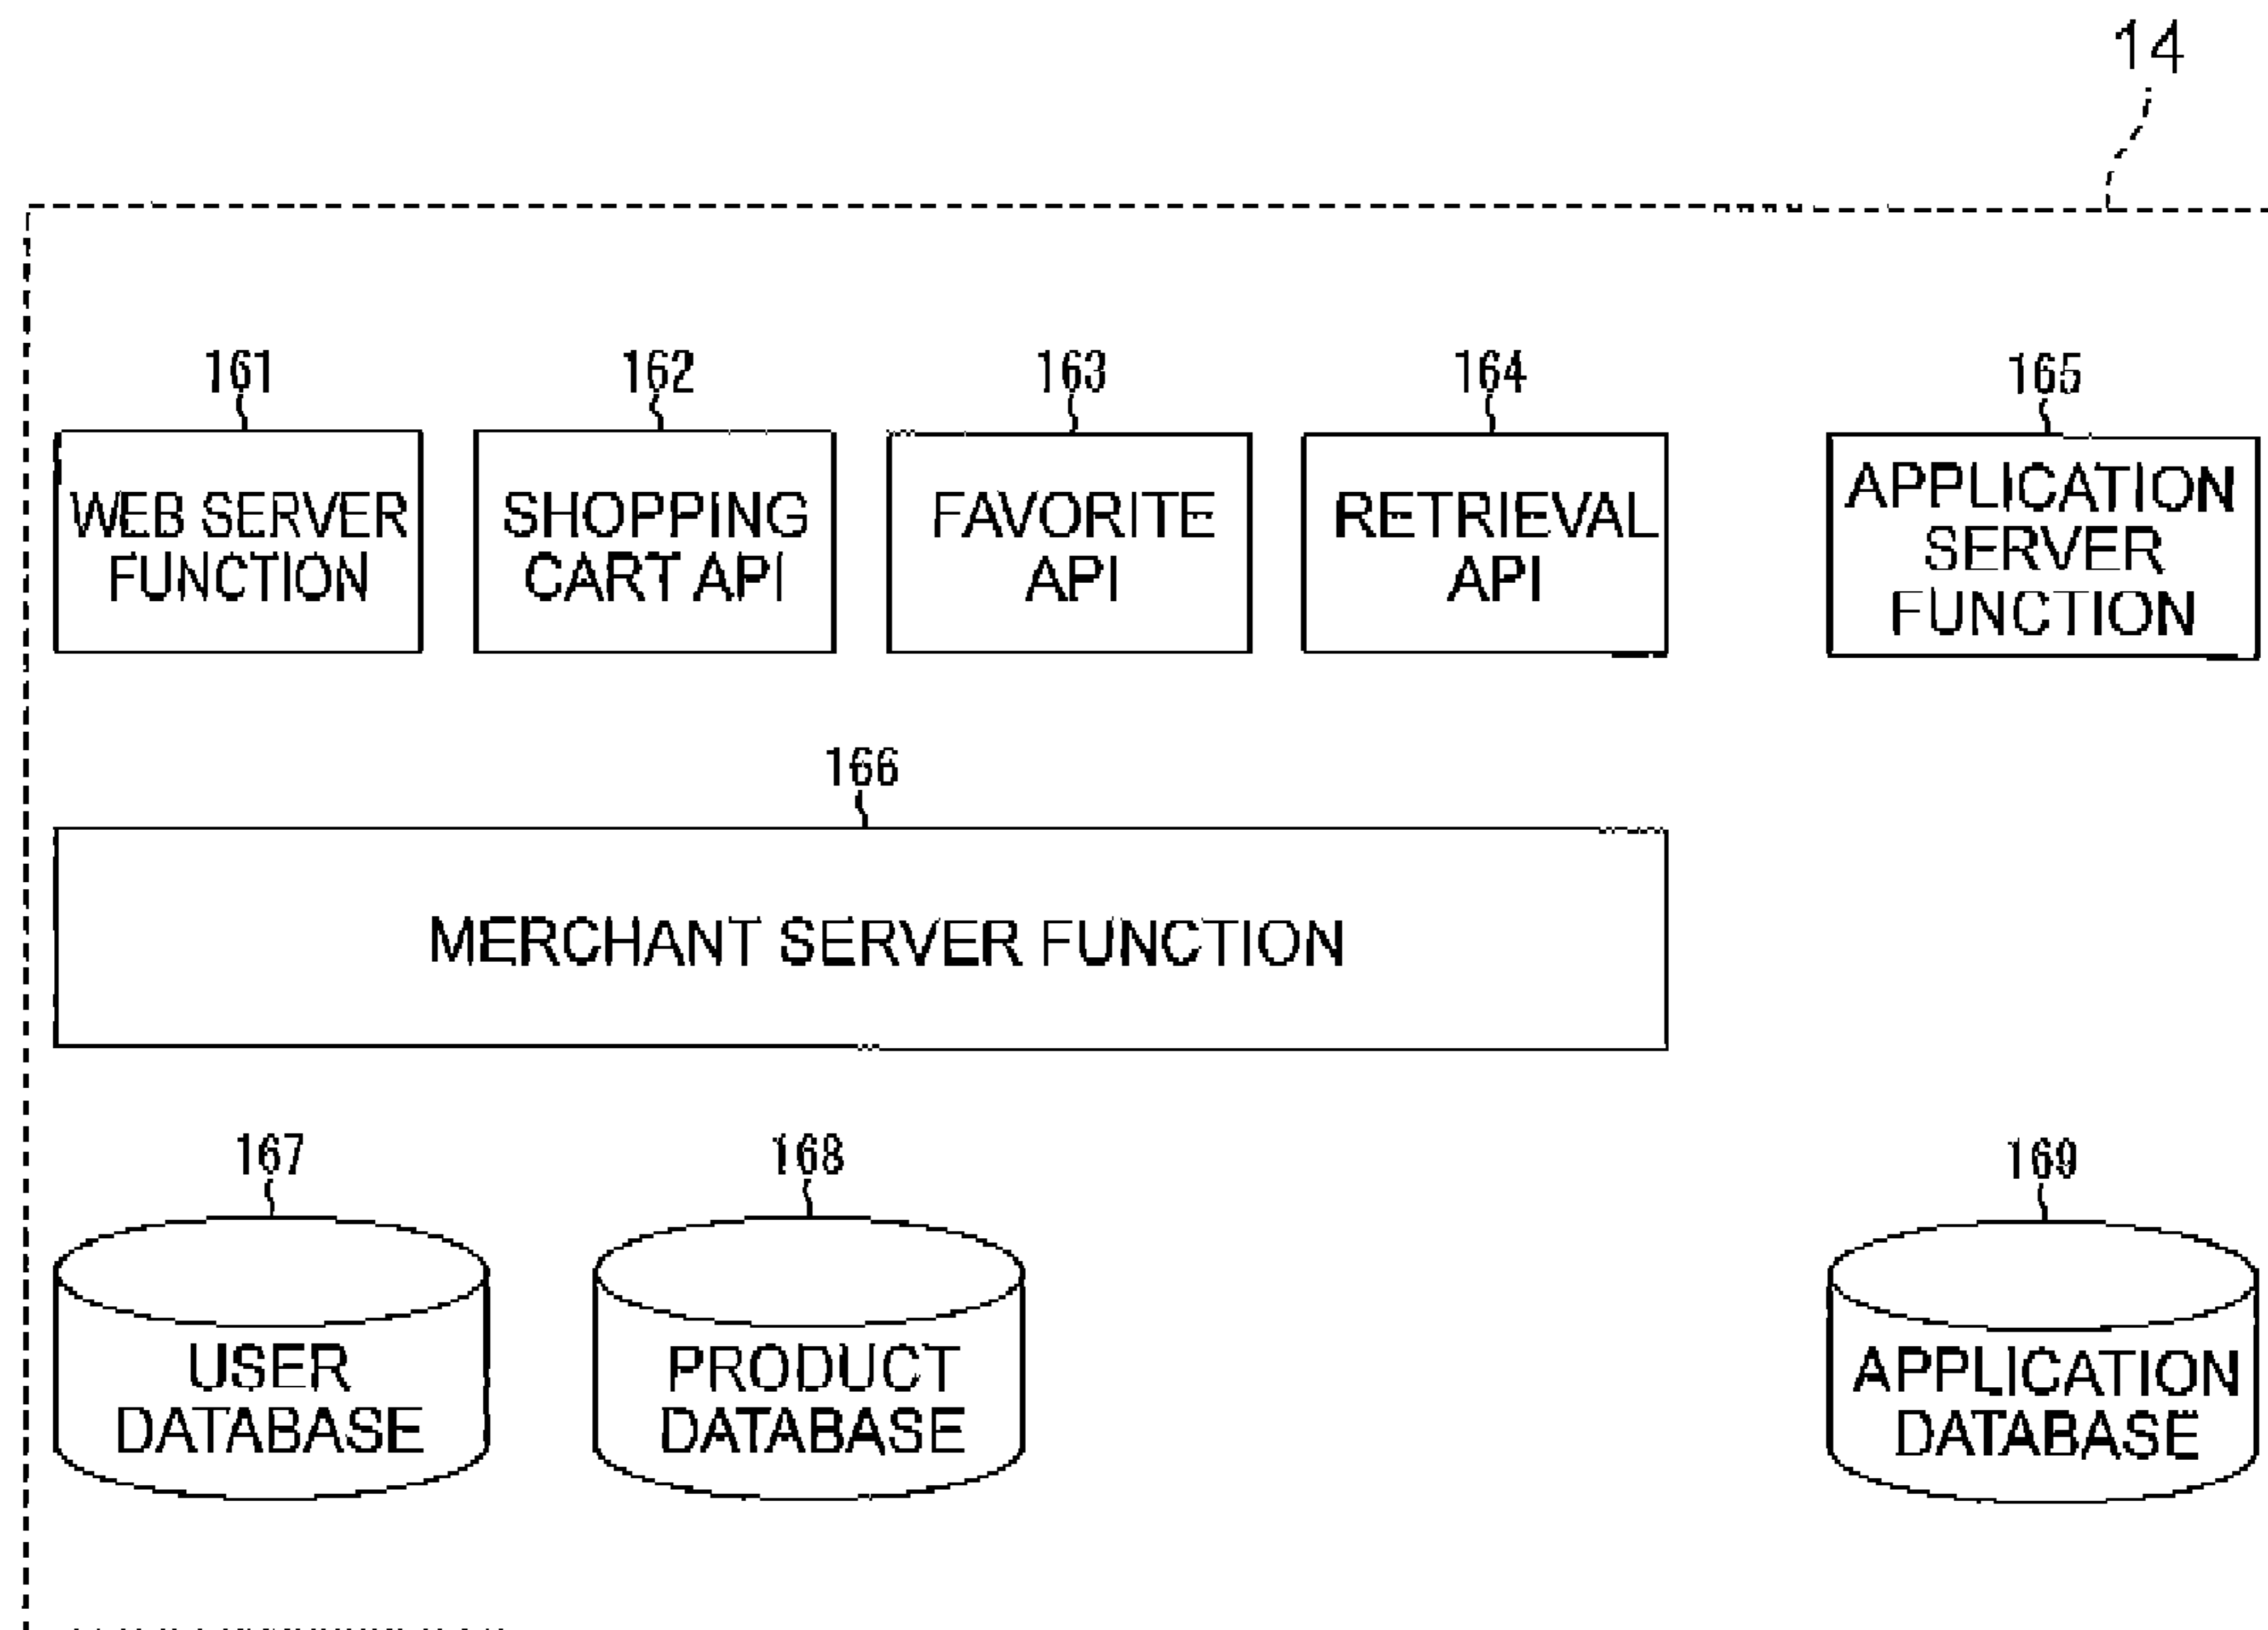 14
161
162
163
164
165
WEB SERVER
FUNCTION
SHOPPING
CART API
FAVORITE
API
RETRIEVAL
API
APPLICATION
SERVER
FUNCTION
166
MERCHANT SERVER FUNCTION
167
168
169
USER
DATABASE
PRODUCT
DATABASE
APPLICATION
DATABASE